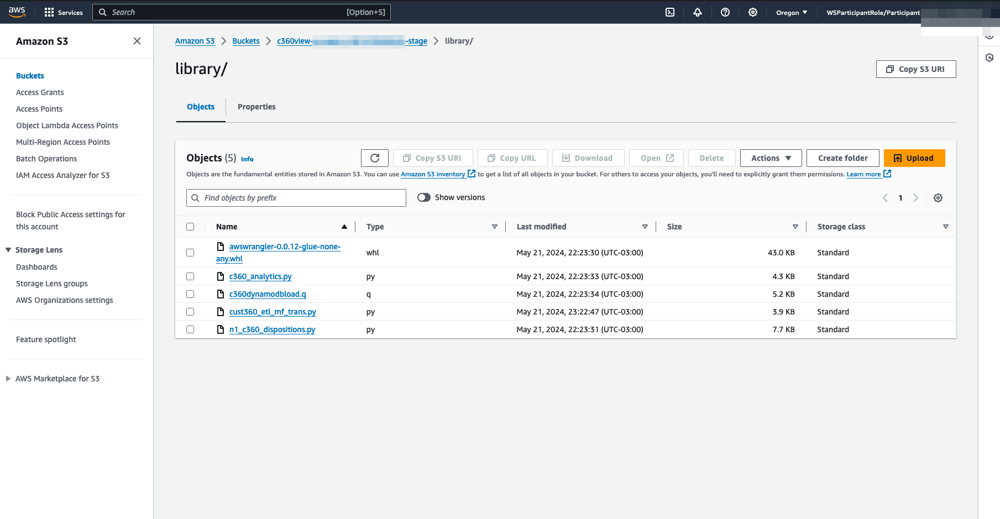 aws Services Search [Option+S] Oregon WSParticipantRole/Participant
Amazon S3
Buckets
Access Grants
Access Points
Object Lambda Access Points
Multi-Region Access Points
Batch Operations
IAM Access Analyzer for S3
Block Public Access settings for
this account
Storage Lens
Dashboards
Storage Lens groups
AWS Organizations settings
Feature spotlight
AWS Marketplace for S3
Amazon S3 Buckets c360view- -stage library/
library/
Copy S3 URI
Objects Properties
Objects (5) Info Copy S3 URI Copy URL Download Open Delete Actions Create folder Upload
Objects are the fundamental entities stored in Amazon S3. You can use Amazon S3 inventory to get a list of all objects in your bucket. For others to access your objects, you'll need to explicitly grant them permissions. Learn more
Find objects by prefix Show versions 1
Name Type Last modified Size Storage class
awswrangler-0.0.12-glue-none-
any.whl whl May 21, 2024, 22:23:30 (UTC-03:00) 43.0 KB Standard
c360_analytics.py py May 21, 2024, 22:23:33 (UTC-03:00) 4.3 KB Standard
c360dynamodbload.q q May 21, 2024, 22:23:34 (UTC-03:00) 5.2 KB Standard
cust360_etl_mf_trans.py py May 21, 2024, 23:22:47 (UTC-03:00) 3.9 KB Standard
n1_c360_dispositions.py py May 21, 2024, 22:23:31 (UTC-03:00) 7.7 KB Standard